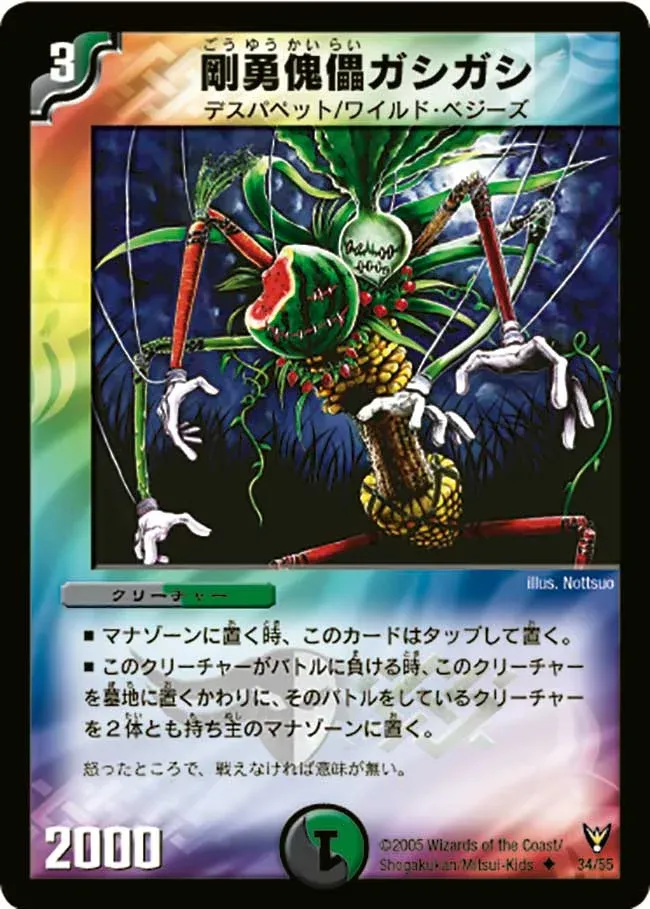 3
ごうゆうかいらい
剛勇傀儡ガシガシ
デスパペット/ワイルド・ベジーズ
illus. Nottsuo
クリーチャー
■ マナゾーンに置く時、このカードはタップして置く。
■ このクリーチャーがバトルに負ける時、このクリーチャー
を墓地に置くかわりに、そのバトルをしているクリーチャー
を2体とも持ち主のマナゾーンに置く。
怒ったところで、戦えなければ意味が無い。
2000
1
©2005 Wizards of the Coast/
Shogakukan/Mitsui-Kids ◆ 34/55